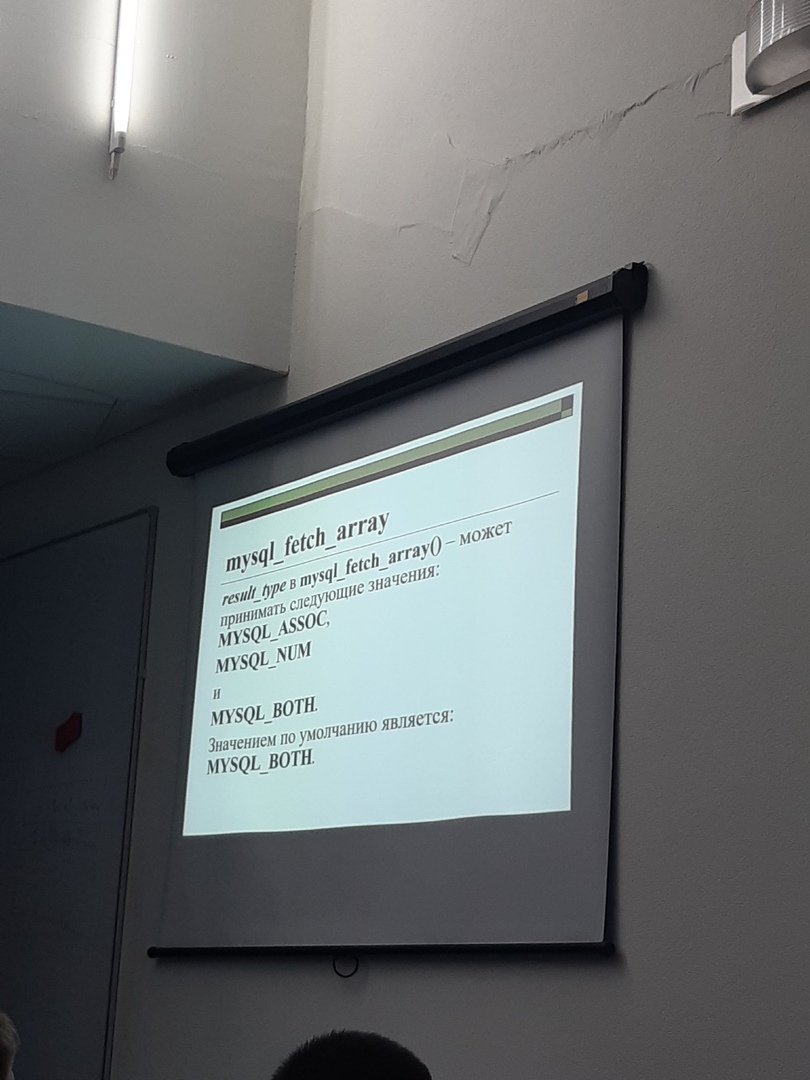 mysql_fetch_array
result_type в mysql_fetch_array() – может
принимать следующие значения:
MYSQL_ASSOC,
MYSQL_NUM
и
MYSQL_BOTH.
Значением по умолчанию является:
MYSQL_BOTH.